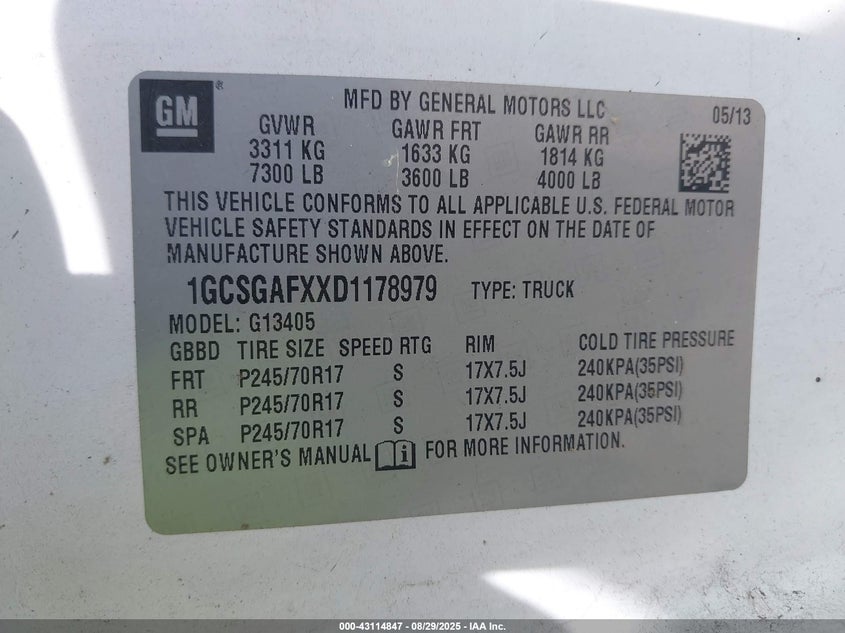 GM ®
MFD BY GENERAL MOTORS LLC 05/13
GVWR GAWR FRT GAWR RR
3311 KG 1633 KG 1814 KG
7300 LB 3600 LB 4000 LB
THIS VEHICLE CONFORMS TO ALL APPLICABLE U.S. FEDERAL MOTOR
VEHICLE SAFETY STANDARDS IN EFFECT ON THE DATE OF
MANUFACTURE SHOWN ABOVE.
1GCSGAFXXD1178979 TYPE: TRUCK
MODEL: G13405
GBBD TIRE SIZE SPEED RTG RIM COLD TIRE PRESSURE
FRT P245/70R17 S 17X7.5J 240KPA(35PSI)
RR P245/70R17 S 17X7.5J 240KPA(35PSI)
SPA P245/70R17 S 17X7.5J 240KPA(35PSI)
SEE OWNER'S MANUAL i FOR MORE INFORMATION.
000-43114847 - 08/29/2025 - IAA Inc.